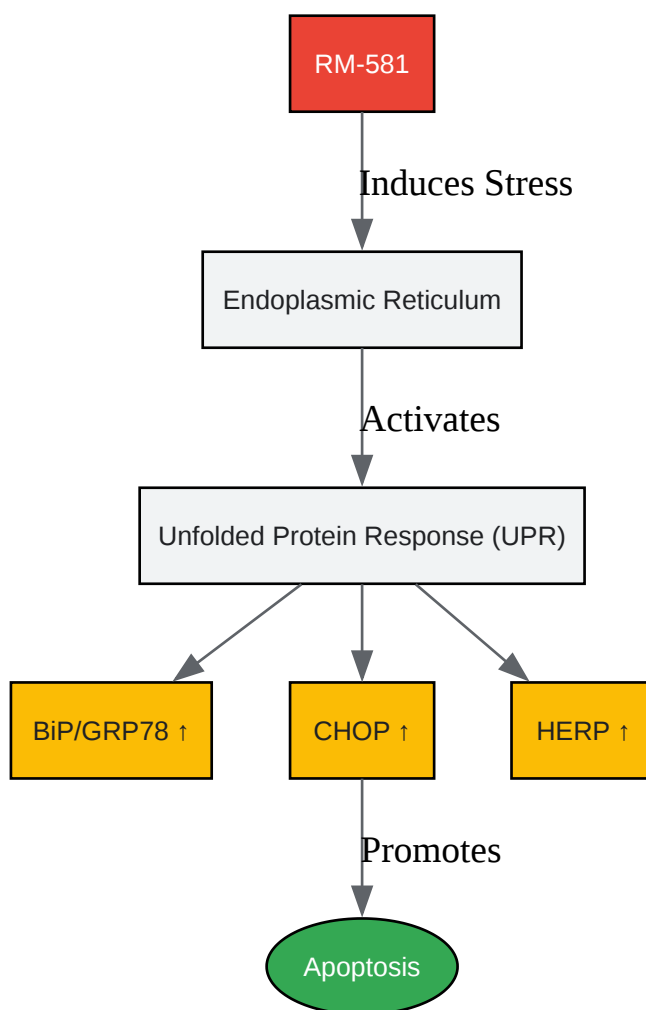 RM-581
Induces Stress
Endoplasmic Reticulum
Activates
Unfolded Protein Response (UPR)
BiP/GRP78 ↑
CHOP ↑
HERP ↑
Promotes
Apoptosis